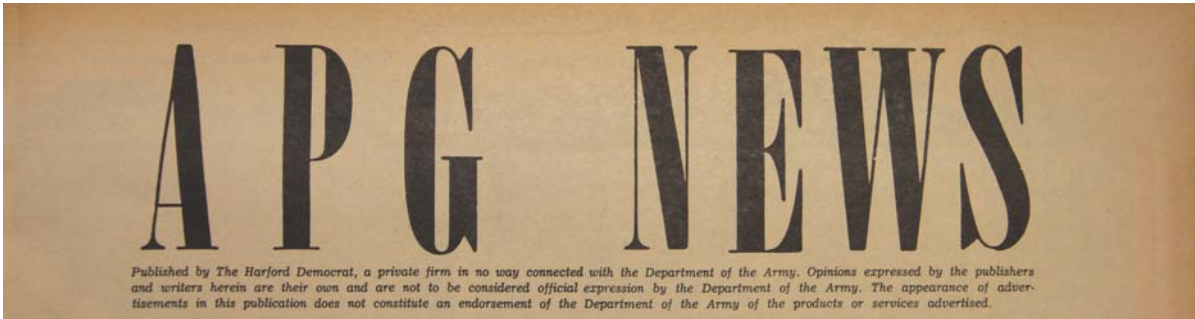 APG NEWS
Published by The Harford Democrat, a private firm in no way connected with the Department of the Army. Opinions expressed by the publishers
and writers herein are their own and are not to be considered official expression by the Department of the Army. The appearance of adver-
tisements in this publication does not constitute an endorsement of the Department of the Army of the products or services advertised.